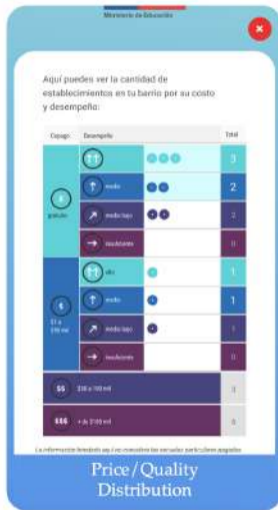 Ministerio de Educación
Aquí puedes ver la cantidad de
establecimientos en tu barrio por su costo
y desempeño:
Copago Desempeño Total
3
medio 2
gratuito
medio bajo 2
insuficiente 0
alto 1
$ medio 1
medio bajo 1
insuficiente 0
$$
$$$
Price/Quality
Distribution